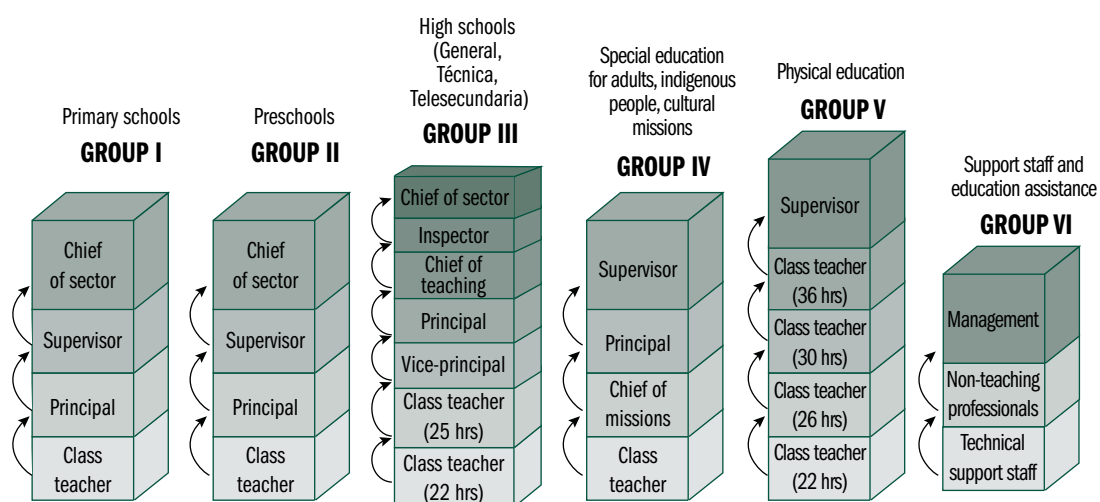 Primary schools
GROUP I
Chief
of sector
Supervisor
Principal
Class
teacher
Preschools
GROUP II
Chief
of sector
Supervisor
Principal
Class
teacher
High schools
(General,
Técnica,
Telesecundaria)
GROUP III
Chief of sector
Inspector
Chief of
teaching
Principal
Vice-principal
Class teacher
(25 hrs)
Class teacher
(22 hrs)
Special education
for adults, indigenous
people, cultural
missions
GROUP IV
Supervisor
Principal
Chief of
missions
Class
teacher
Physical education
GROUP V
Supervisor
Class teacher
(36 hrs)
Class teacher
(30 hrs)
Class teacher
(26 hrs)
Class teacher
(22 hrs)
Support staff and
education assistance
GROUP VI
Management
Non-teaching
professionals
Technical
support staff